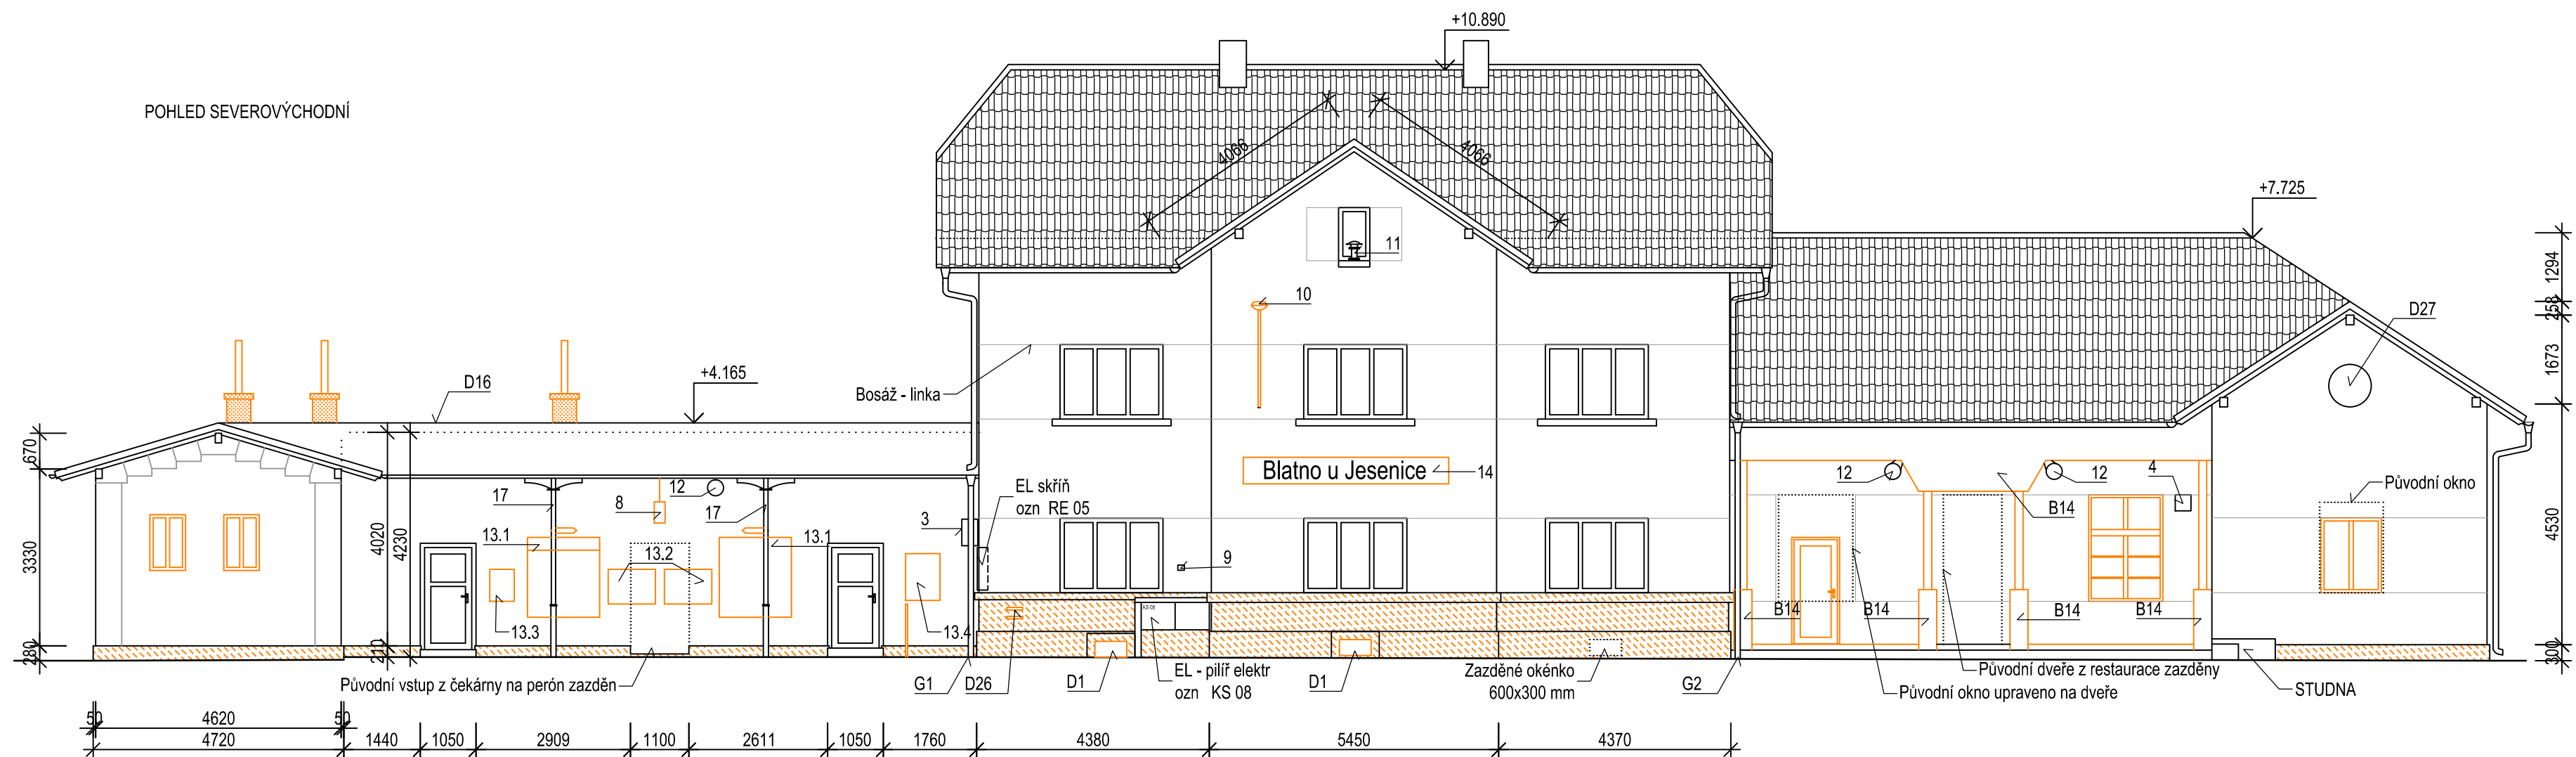 +10.890
POHLED SEVEROVÝCHODNÍ
4066
4066
+7.725
11
10
1294
258
D27
1673
+4.165
D16
Bosáž - linka
Blatno u Jesenice
14
12
12
4
Původní okno
670
EL skříň
ozn RE 05
17
8
12
17
3
B14
4020
4230
13.1
13.2
13.1
9
3330
4530
13.3
13.4
D26
KS 08
B14
B14
B14
B14
280
210
300
Původní vstup z čekárny na perón zazděn
G1
D1
EL - pilíř elektr
ozn KS 08
D1
Zazděné okénko
600x300 mm
G2
Původní dveře z restaurace zazděny
Původní okno upraveno na dveře
STUDNA
50
4620
50
4720
1440
1050
2909
1100
2611
1050
1760
4380
5450
4370